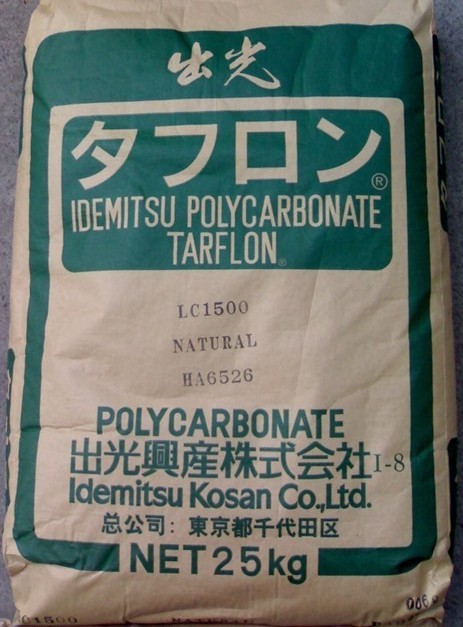 出光
タフロン®
IDEMITSU POLYCARBONATE
TARFLON®
LC1500
NATURAL
HA6526
POLYCARBONATE
出光興産株式会社 I-8
Idemitsu Kosan Co.,Ltd.
总公司：東京都千代田区
NET 25kg
LC1500